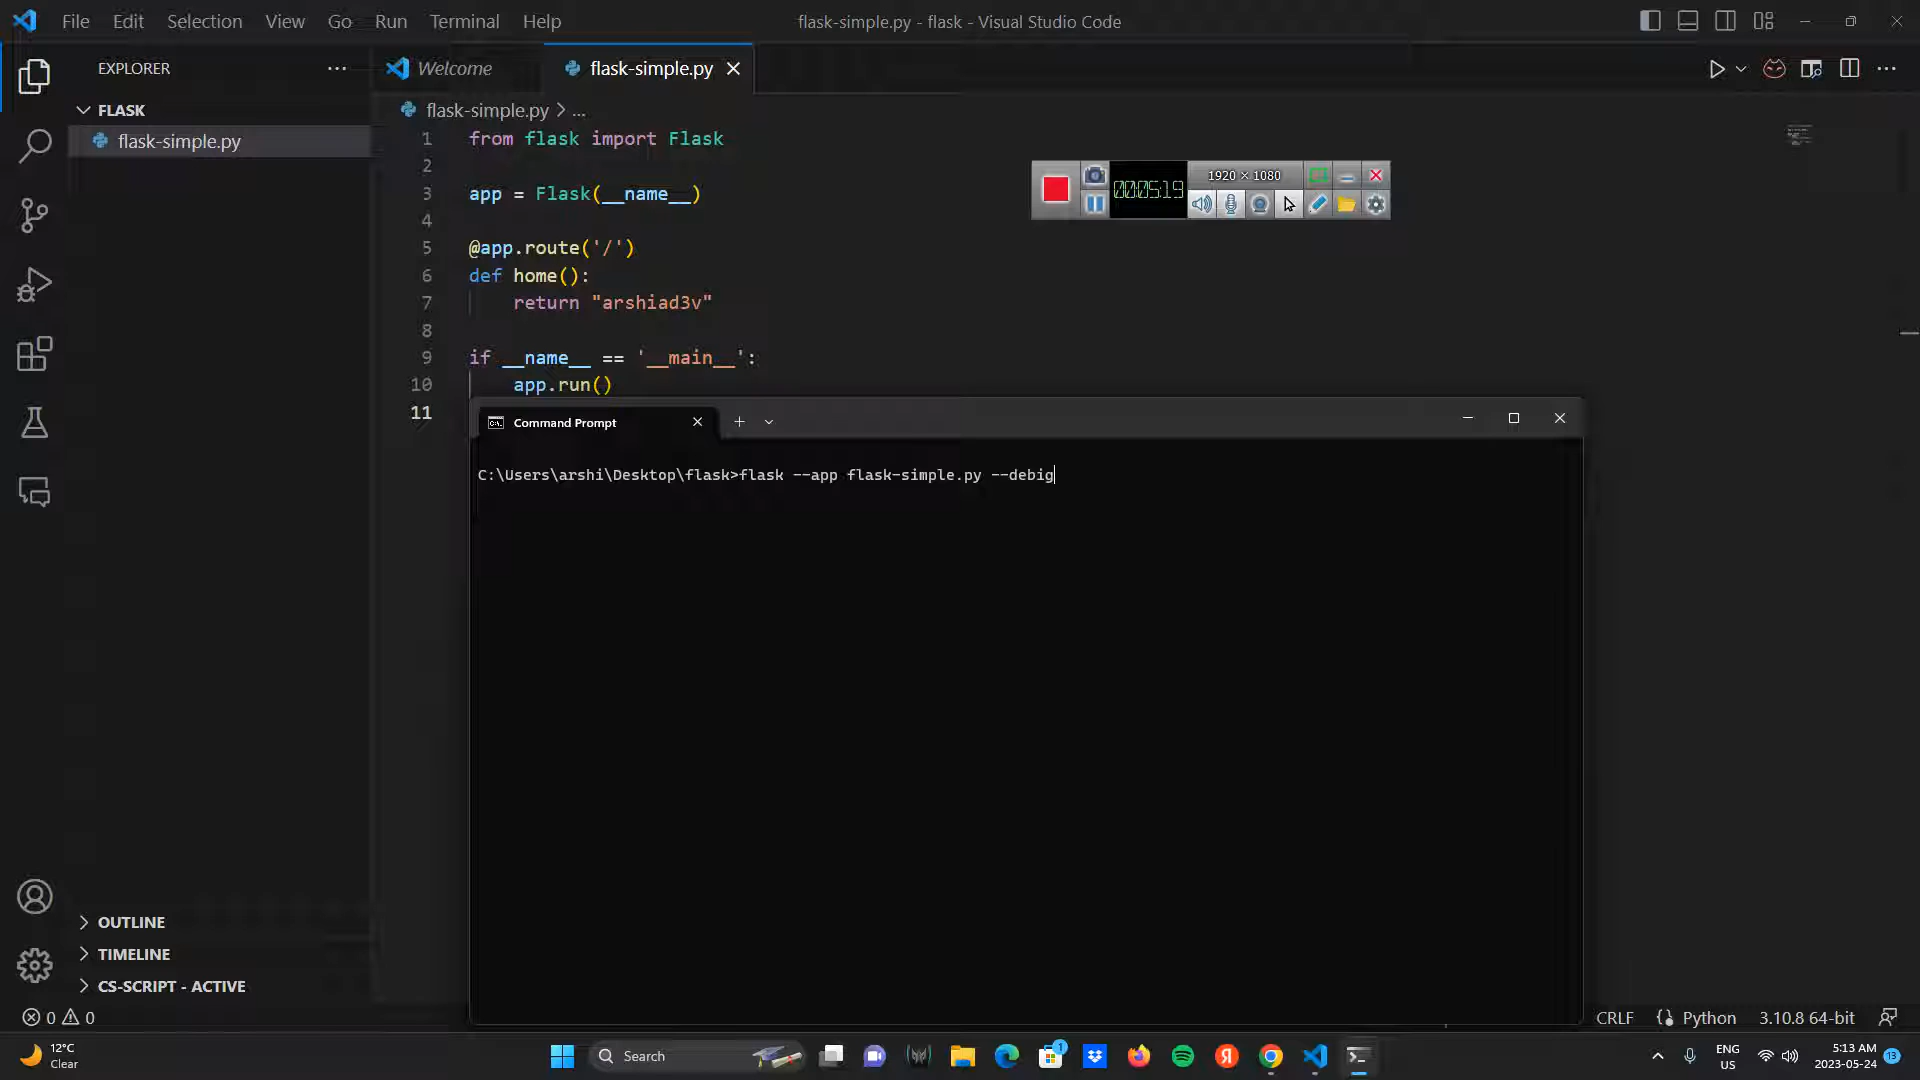 File Edit Selection View Go Run Terminal Help
flask-simple.py - flask - Visual Studio Code
EXPLORER
Welcome
flask-simple.py
FLASK
flask-simple.py
flask-simple.py > ...
1 from flask import Flask
2
3 app = Flask(__name__)
4
5 @app.route('/')
6 def home():
7 return "arshiad3v"
8
9 if __name__ == '__main__':
10 app.run()
11
00:05:19
1920 × 1080
Command Prompt
C:\Users\arshi\Desktop\flask>flask --app flask-simple.py --debig
OUTLINE
TIMELINE
CS-SCRIPT - ACTIVE
0 0
CRLF
Python
3.10.8 64-bit
12°C
Clear
Search
1
Я
ENG
US
5:13 AM
2023-05-24
13